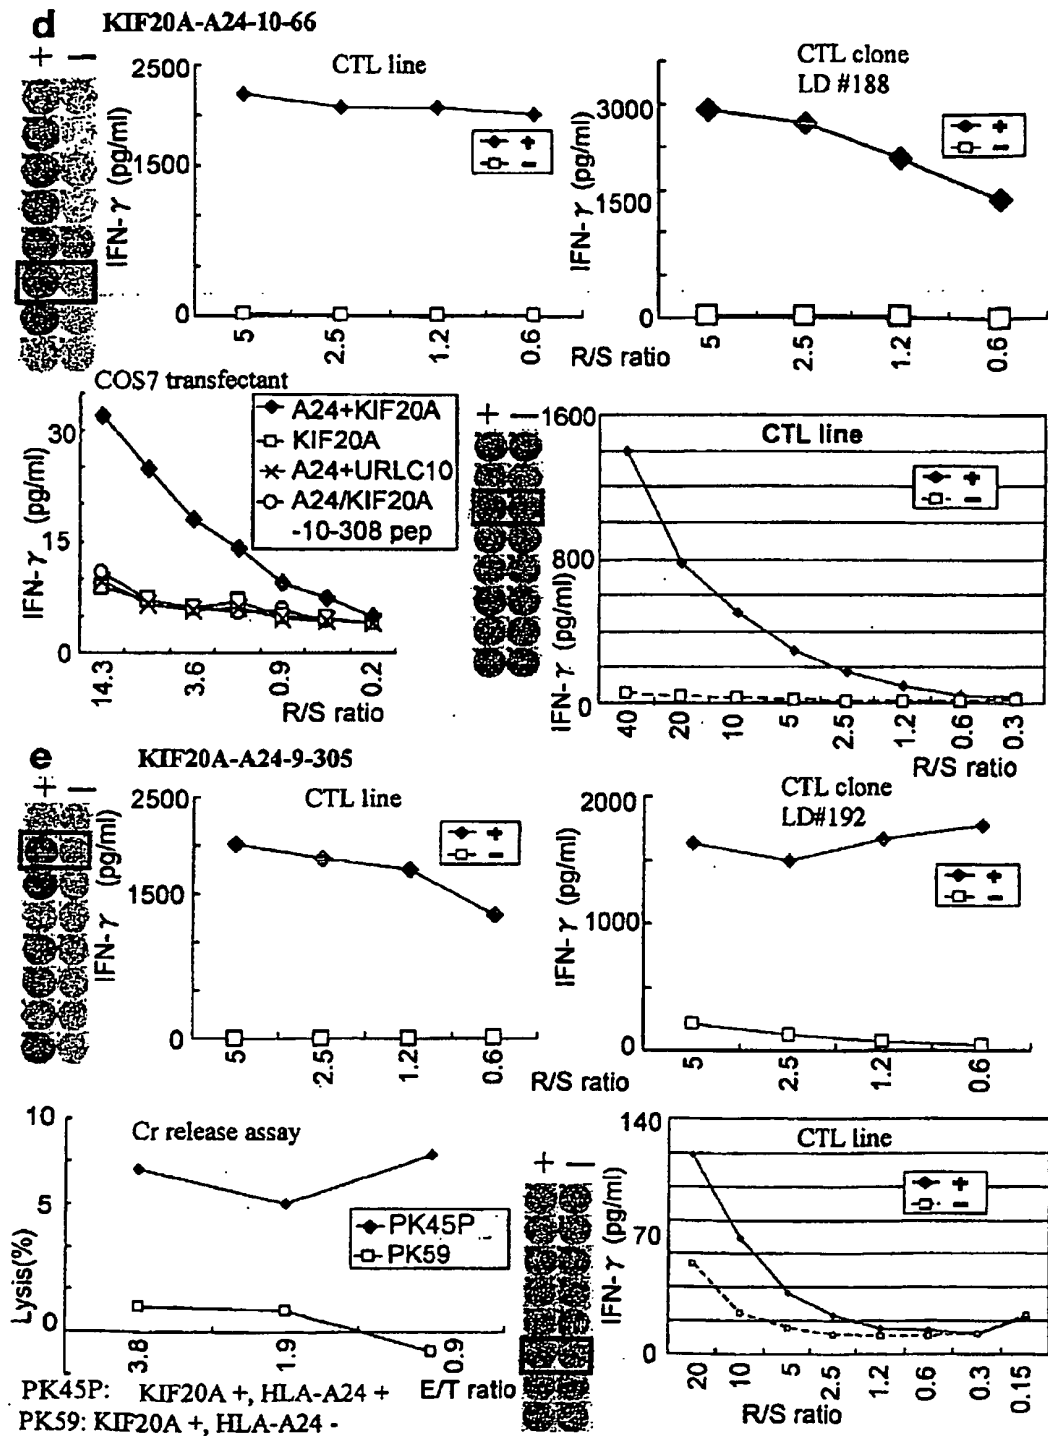 d KIF20A-A24-10-66
+ −
2500
1500
0
IFN-γ (pg/ml)
CTL line
+
−
5 2.5 1.2 0.6
R/S ratio
CTL clone
LD #188
3000
1500
0
IFN-γ (pg/ml)
+
−
5 2.5 1.2 0.6
COS7 transfectant
30
15
0
IFN-γ (pg/ml)
A24+KIF20A
KIF20A
A24+URLC10
A24/KIF20A
-10-308 pep
14.3 3.6 0.9 0.2
R/S ratio
+ −
1600
800
0
IFN-γ (pg/ml)
CTL line
+
−
40 20 10 5 2.5 1.2 0.6 0.3
R/S ratio
e KIF20A-A24-9-305
+ −
2500
1500
0
IFN-γ (pg/ml)
CTL line
+
−
5 2.5 1.2 0.6
R/S ratio
CTL clone
LD#192
2000
1000
0
IFN-γ (pg/ml)
+
−
5 2.5 1.2 0.6
10
5
0
Lysis(%)
Cr release assay
PK45P
PK59
3.8 1.9 0.9
E/T ratio
PK45P: KIF20A +, HLA-A24 +
PK59: KIF20A +, HLA-A24 -
+ −
140
70
0
IFN-γ (pg/ml)
CTL line
+
−
20 10 5 2.5 1.2 0.6 0.3 0.15
R/S ratio